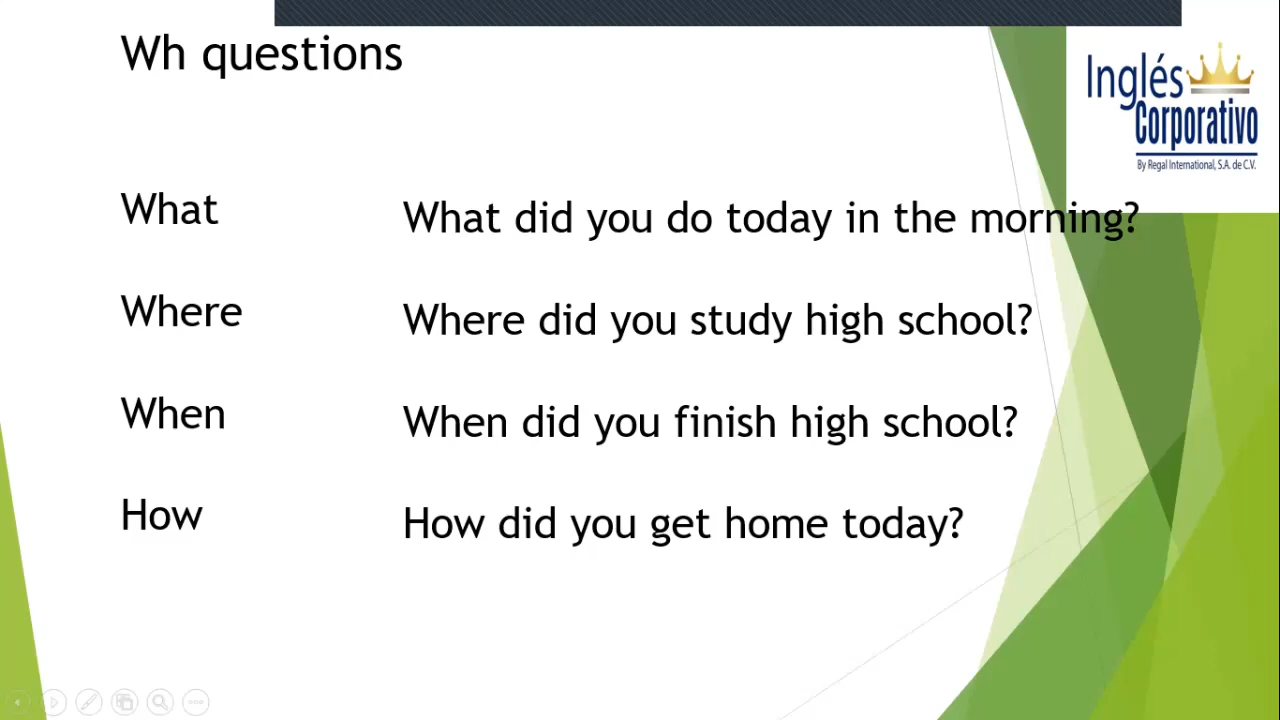 Wh questions
Inglés
Corporativo
By Regal International, S.A. de C.V.
What
What did you do today in the morning?
Where
Where did you study high school?
When
When did you finish high school?
How
How did you get home today?